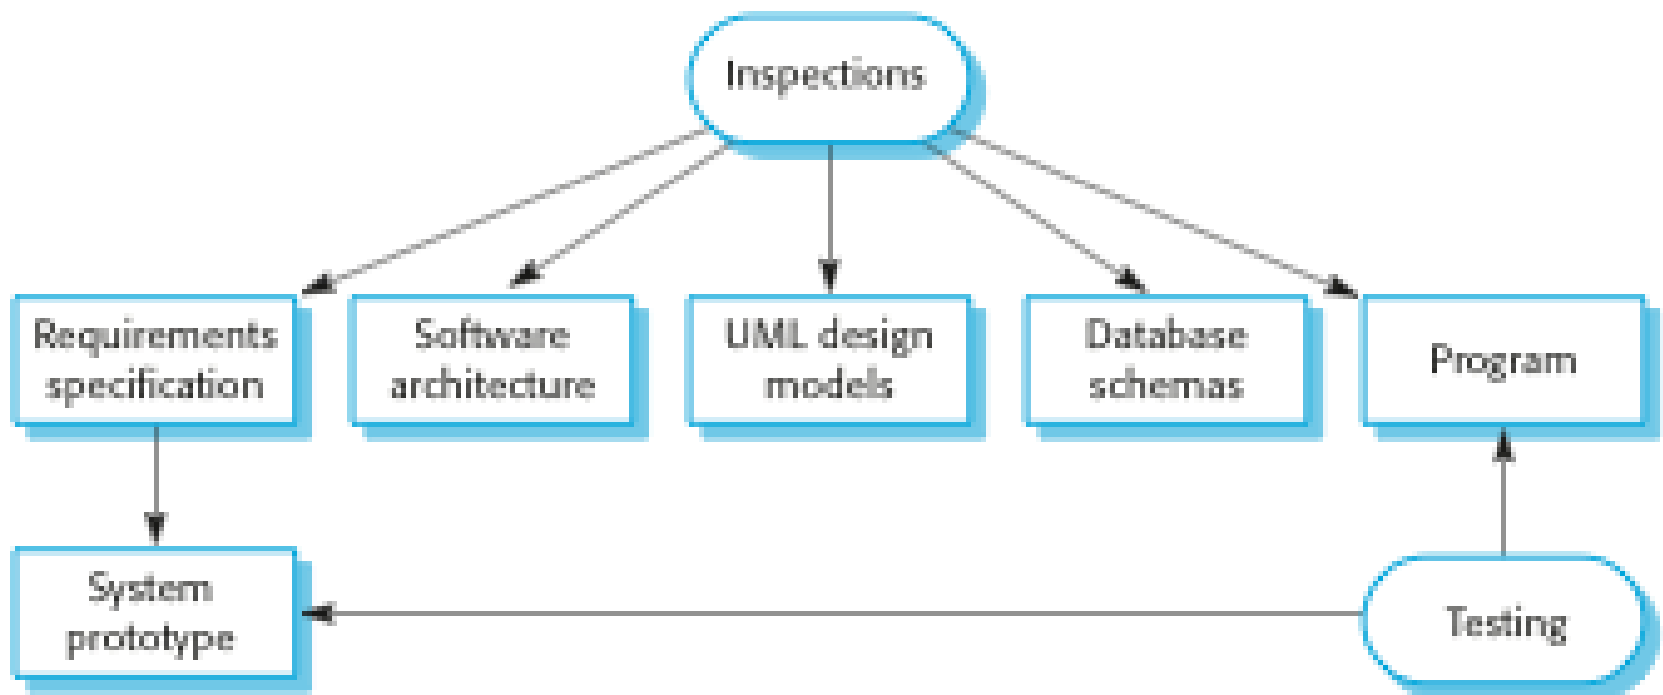 Inspections
Requirements
specification
Software
architecture
UML design
models
Database
schemas
Program
System
prototype
Testing